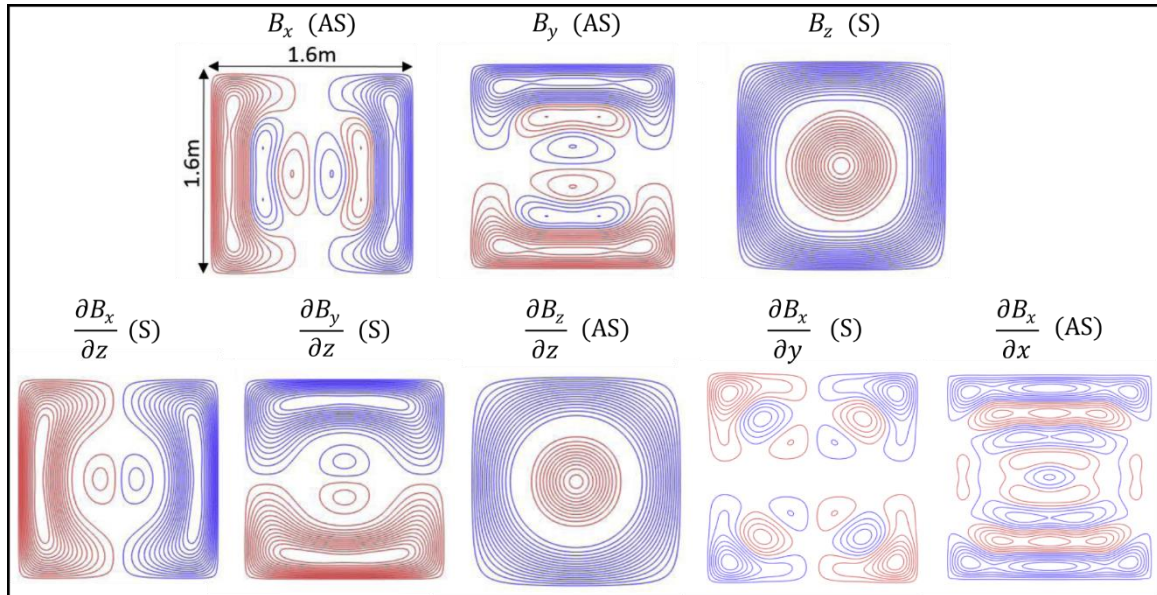 B_x (AS)
B_y (AS)
B_z (S)
1.6m
1.6m
∂B_x/∂z (S)
∂B_y/∂z (S)
∂B_z/∂z (AS)
∂B_x/∂y (S)
∂B_x/∂x (AS)